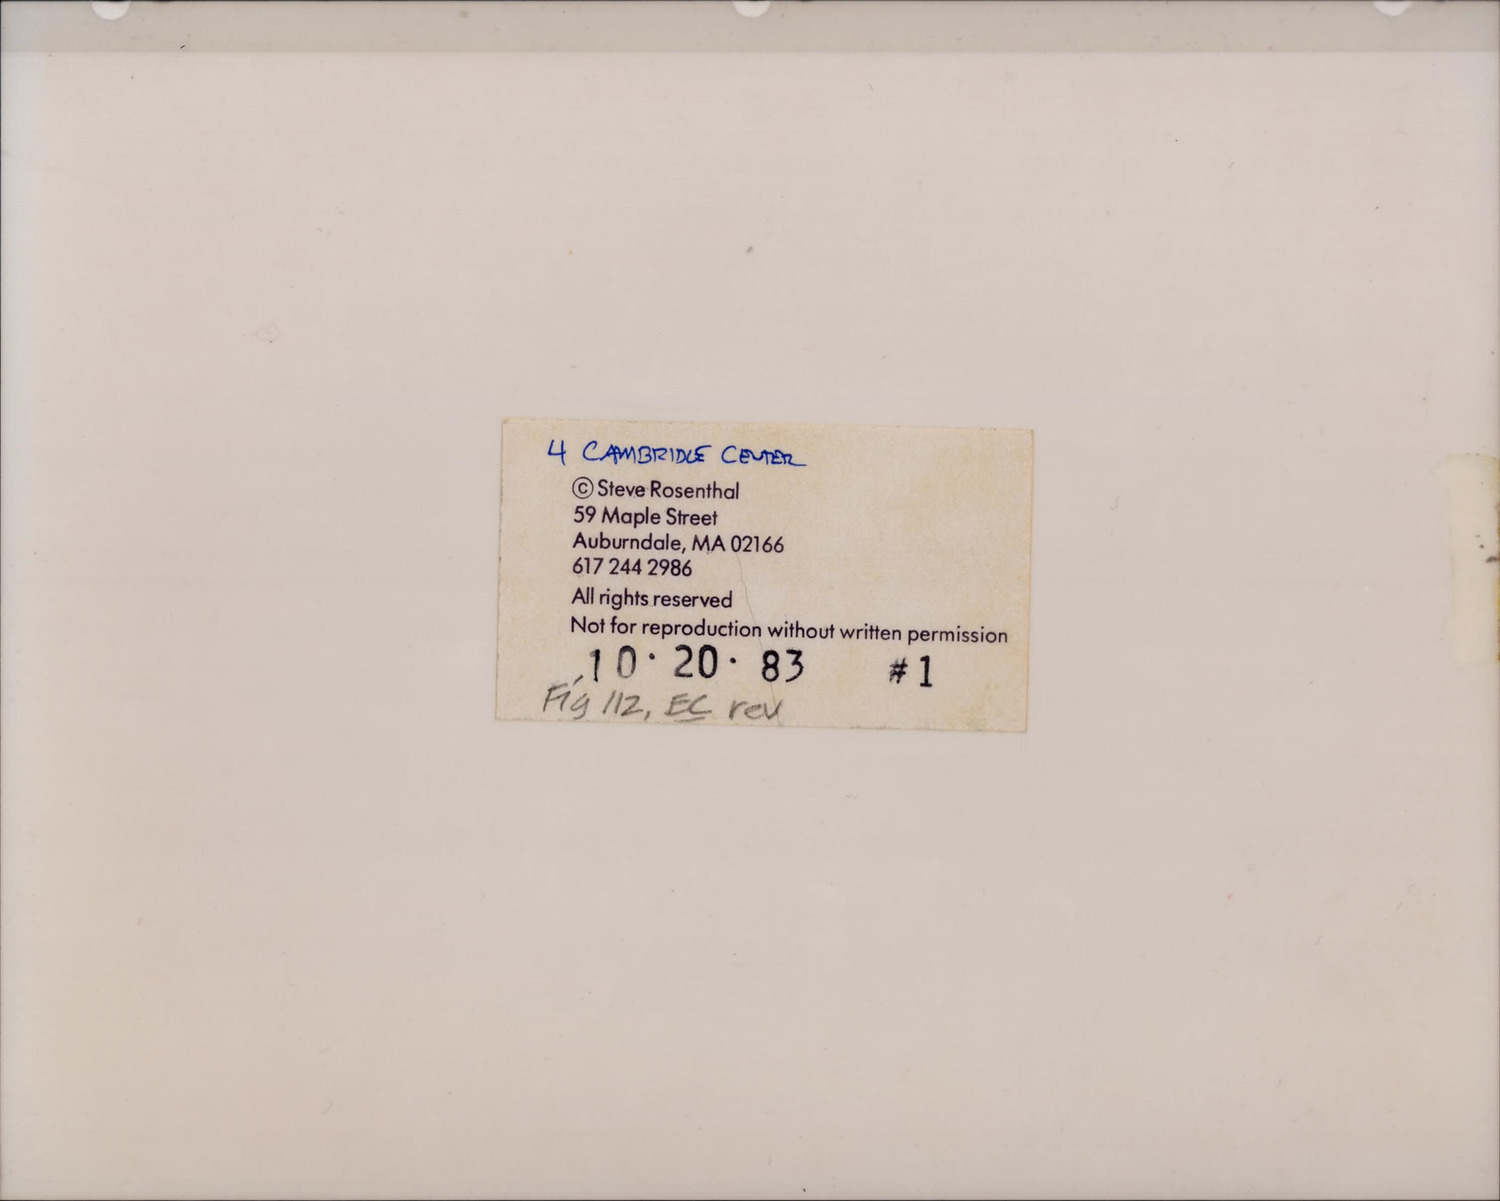 4 CAMBRIDGE CENTER
© Steve Rosenthal
59 Maple Street
Auburndale, MA 02166
617 244 2986
All rights reserved
Not for reproduction without written permission
10· 20· 83 #1
Fig 112, EC rev